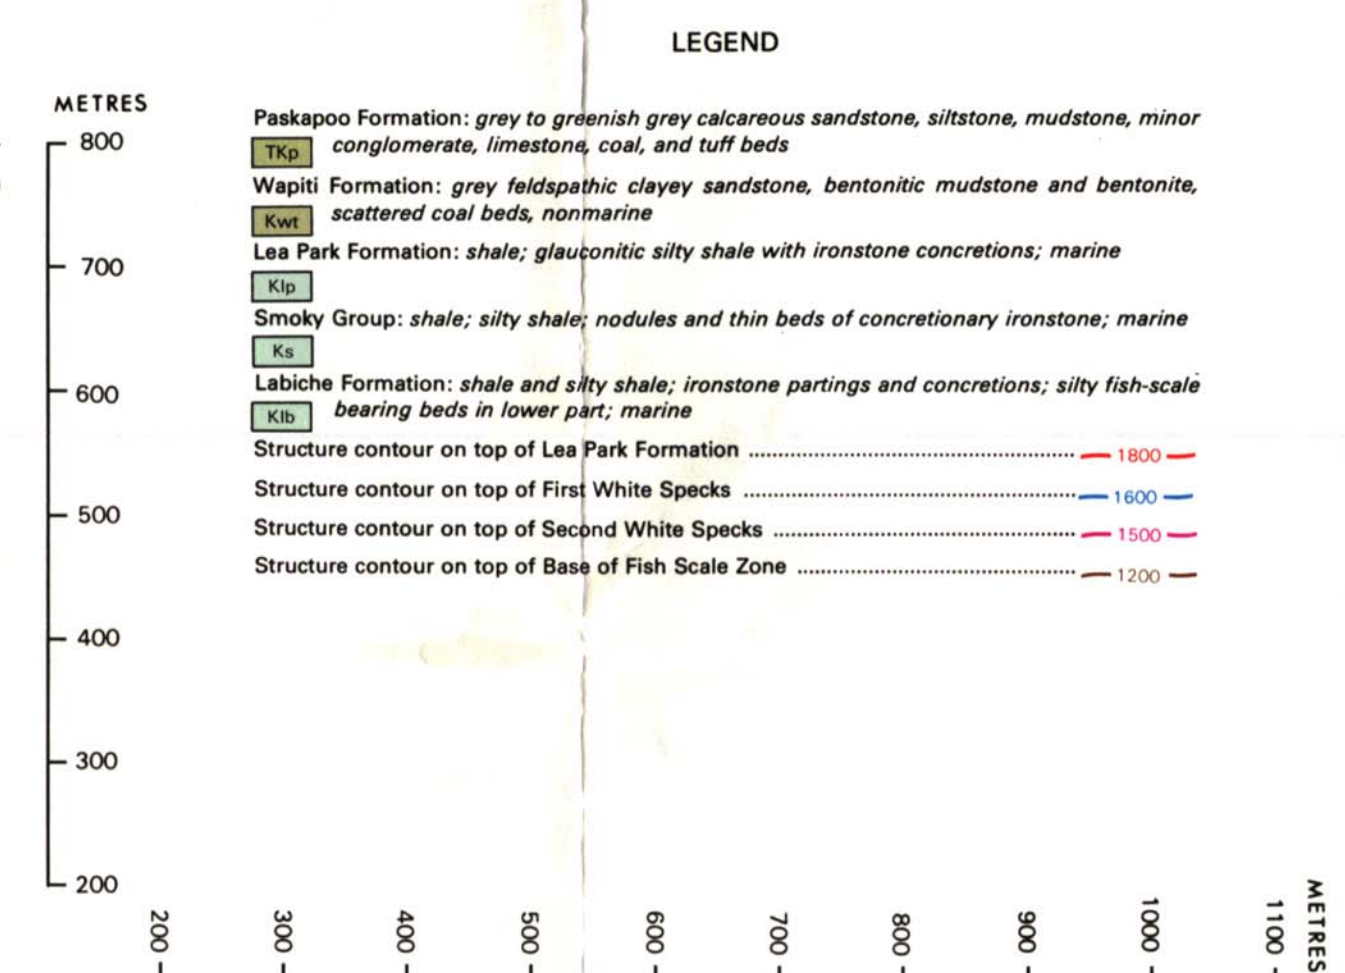 LEGEND
METRES
Paskapoo Formation: grey to greenish grey calcareous sandstone, siltstone, mudstone, minor
800
TKp conglomerate, limestone, coal, and tuff beds
Wapiti Formation: grey feldspathic clayey sandstone, bentonitic mudstone and bentonite,
Kwt scattered coal beds, nonmarine
Lea Park Formation: shale; glauconitic silty shale with ironstone concretions; marine
700
Klp
Smoky Group: shale; silty shale; nodules and thin beds of concretionary ironstone; marine
Ks
Labiche Formation: shale and silty shale; ironstone partings and concretions; silty fish-scale
600
Klb bearing beds in lower part; marine
Structure contour on top of Lea Park Formation 1800
Structure contour on top of First White Specks 1600
500
Structure contour on top of Second White Specks 1500
Structure contour on top of Base of Fish Scale Zone 1200
400
300
200
200 300 400 500 600 700 800 900 1000 1100 METRES